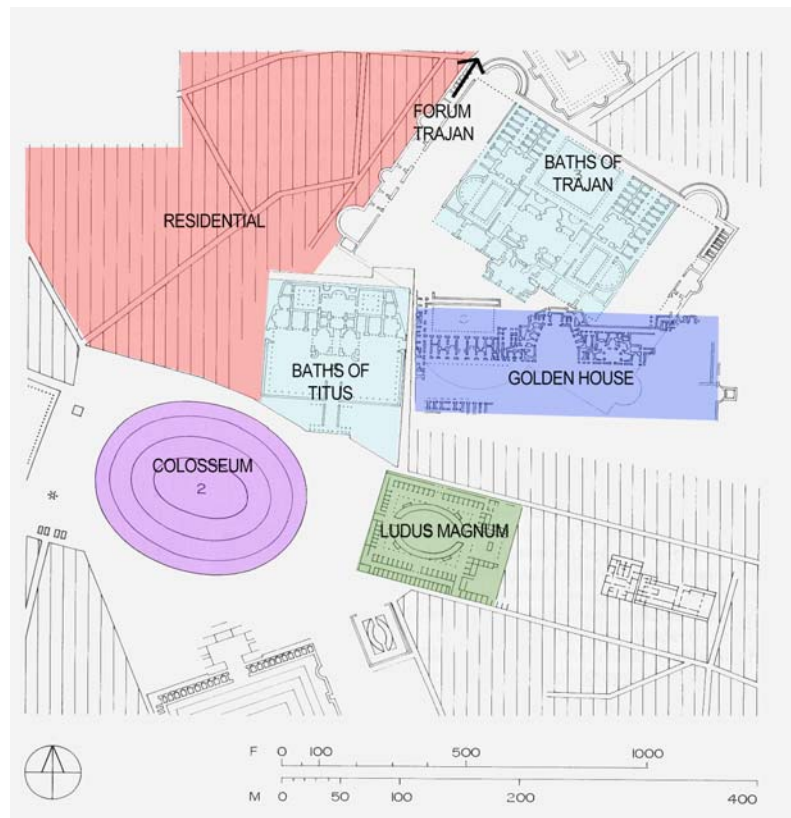 FORUM
TRAJAN
BATHS OF
TRAJAN
RESIDENTIAL
BATHS OF
TITUS
GOLDEN HOUSE
COLOSSEUM
2
LUDUS MAGNUM
F 0 100 500 1000
M 0 50 100 200 400